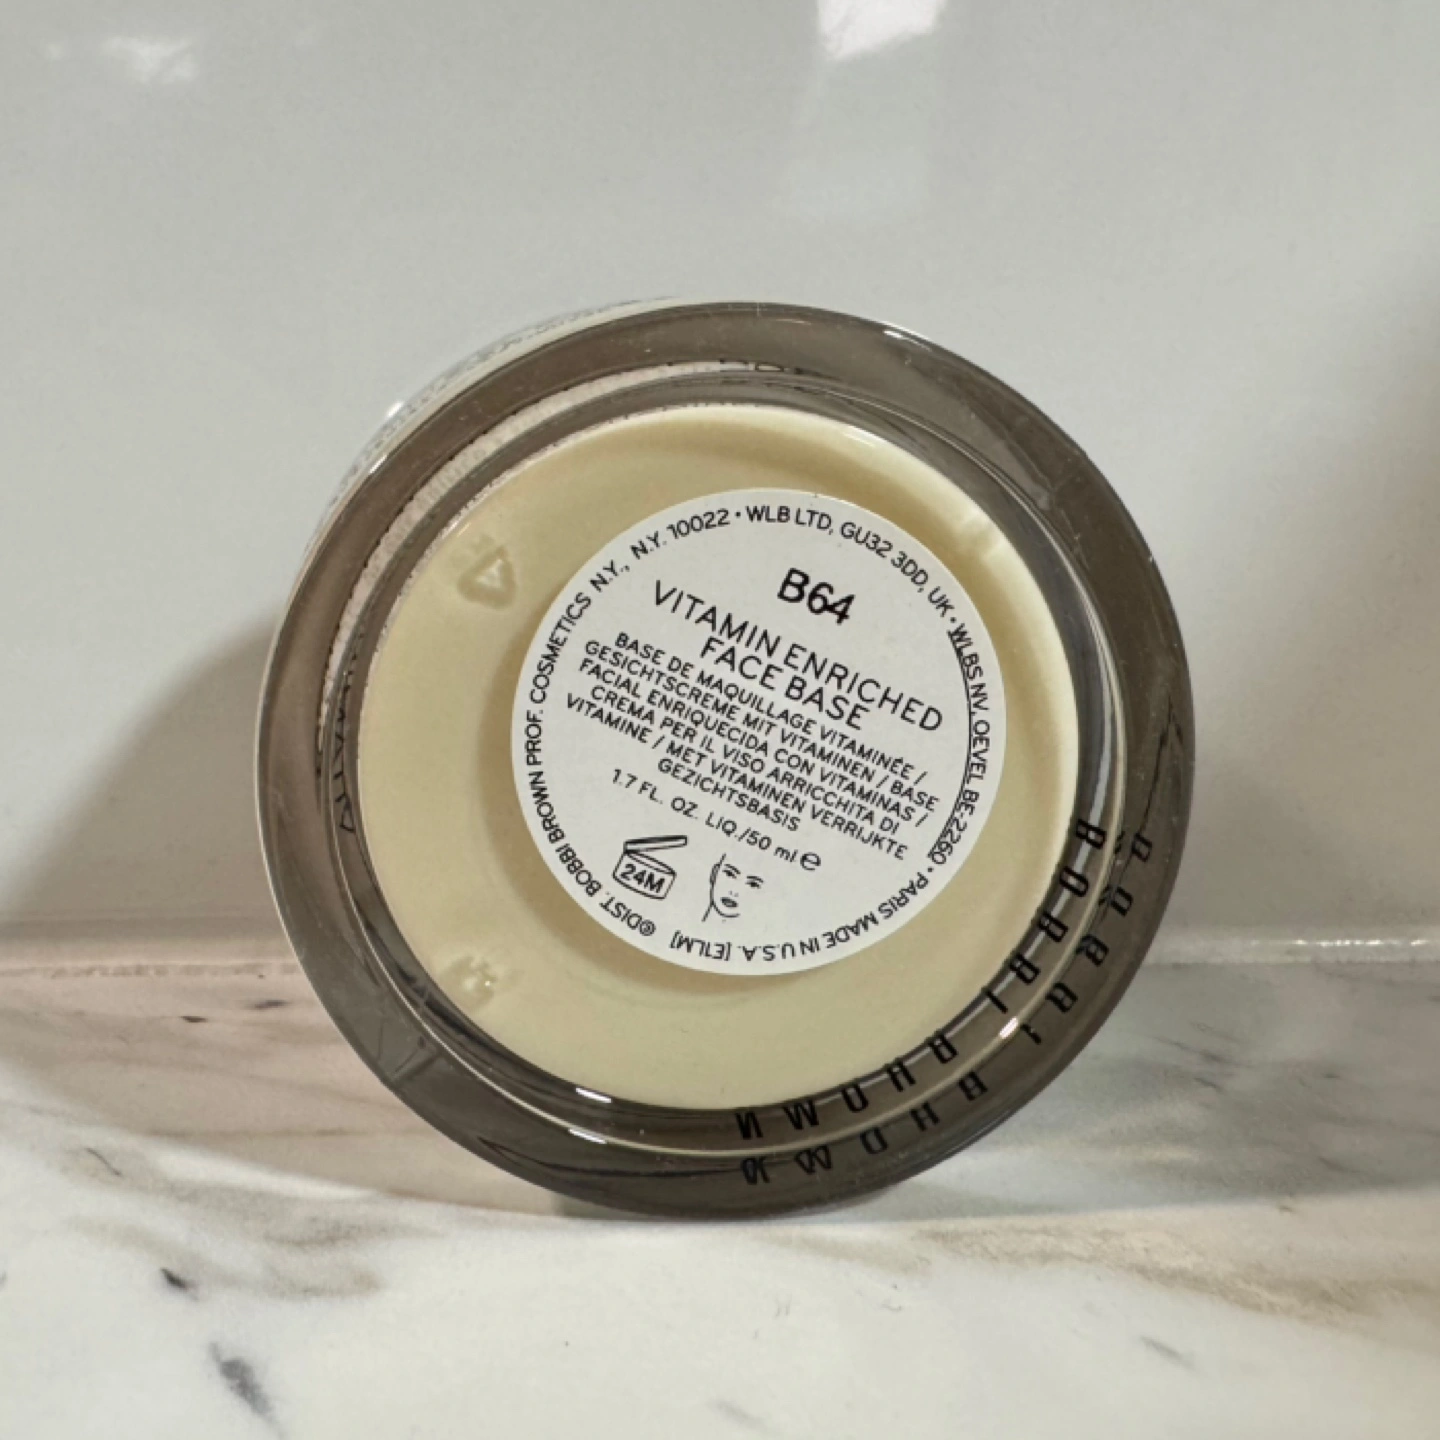 B64
VITAMIN ENRICHED
FACE BASE
BASE DE MAQUILLAGE VITAMINÉE /
GESICHTSCREME MIT VITAMINEN / BASE
FACIAL ENRIQUECIDA CON VITAMINAS /
CREMA PER IL VISO ARRICCHITA DI
VITAMINE / MET VITAMINEN VERRIJKTE
GEZICHTSBASIS
1.7 FL. OZ. LIQ./50 ml ℮
24M
©DIST. BOBBI BROWN PROF. COSMETICS N.Y., N.Y. 10022 • WLB LTD, GU32 3DD, UK • WLBS NV, OEVEL BE-2260 • PARIS MADE IN U.S.A. [E1LM]
BOBBI BROWN